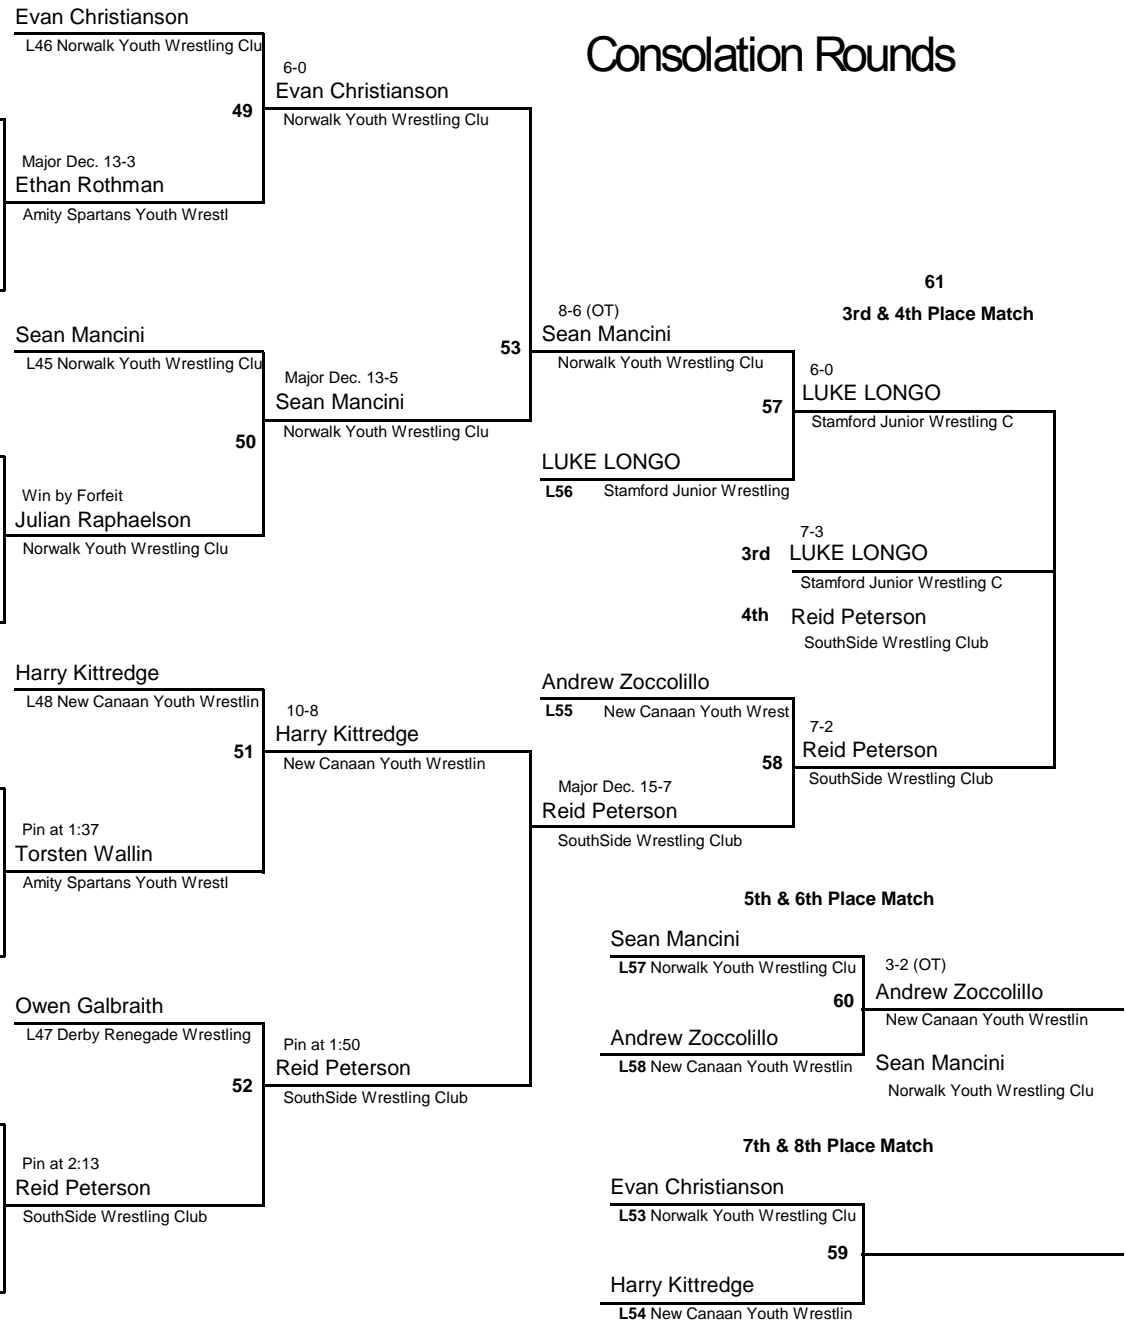 Evan Christianson
L46 Norwalk Youth Wrestling Clu
Consolation Rounds
6-0
Evan Christianson
49
Norwalk Youth Wrestling Clu
Major Dec. 13-3
Ethan Rothman
Amity Spartans Youth Wrestl
61
3rd & 4th Place Match
8-6 (OT)
Sean Mancini
53
Norwalk Youth Wrestling Clu
Sean Mancini
L45 Norwalk Youth Wrestling Clu
Major Dec. 13-5
Sean Mancini
Norwalk Youth Wrestling Clu
50
6-0
LUKE LONGO
57
Stamford Junior Wrestling C
LUKE LONGO
L56 Stamford Junior Wrestling
Win by Forfeit
Julian Raphaelson
Norwalk Youth Wrestling Clu
7-3
3rd LUKE LONGO
Stamford Junior Wrestling C
4th Reid Peterson
SouthSide Wrestling Club
Harry Kittredge
L48 New Canaan Youth Wrestlin
10-8
Harry Kittredge
51
New Canaan Youth Wrestlin
Andrew Zoccolillo
L55 New Canaan Youth Wrest
7-2
Reid Peterson
58
SouthSide Wrestling Club
Major Dec. 15-7
Reid Peterson
SouthSide Wrestling Club
Pin at 1:37
Torsten Wallin
Amity Spartans Youth Wrestl
5th & 6th Place Match
Sean Mancini
L57 Norwalk Youth Wrestling Clu
3-2 (OT)
60
Andrew Zoccolillo
New Canaan Youth Wrestlin
Andrew Zoccolillo
L58 New Canaan Youth Wrestlin
Sean Mancini
Norwalk Youth Wrestling Clu
Owen Galbraith
L47 Derby Renegade Wrestling
Pin at 1:50
Reid Peterson
52
SouthSide Wrestling Club
Pin at 2:13
Reid Peterson
SouthSide Wrestling Club
7th & 8th Place Match
Evan Christianson
L53 Norwalk Youth Wrestling Clu
59
Harry Kittredge
L54 New Canaan Youth Wrestlin